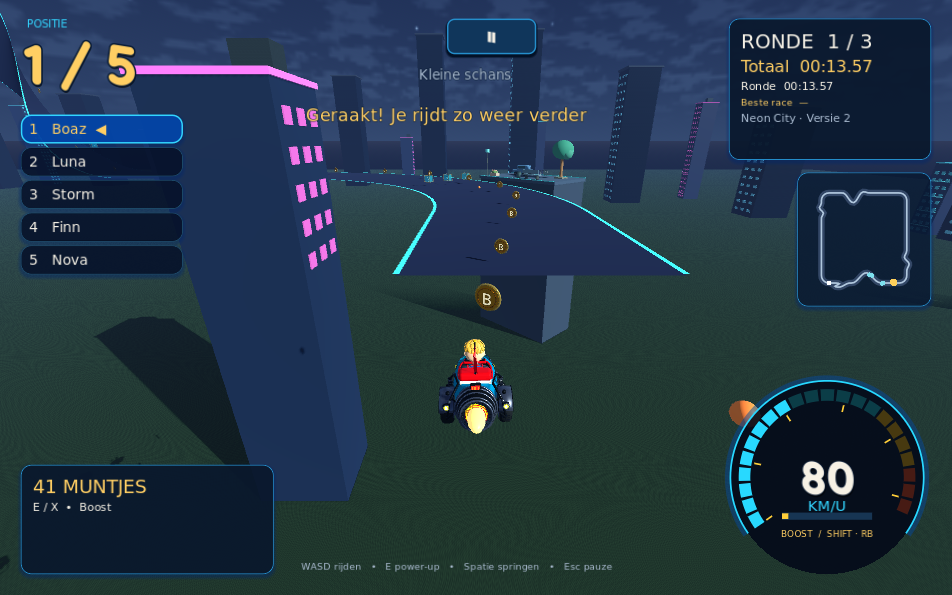 POSITIE
1 / 5
1 Boaz ◀
2 Luna
3 Storm
4 Finn
5 Nova
Kleine schans
Geraakt! Je rijdt zo weer verder
RONDE 1 / 3
Totaal 00:13.57
Ronde 00:13.57
Beste race —
Neon City · Versie 2
B
B
B
41 MUNTJES
E / X • Boost
80
KM/U
BOOST / SHIFT · RB
WASD rijden • E power-up • Spatie springen • Esc pauze